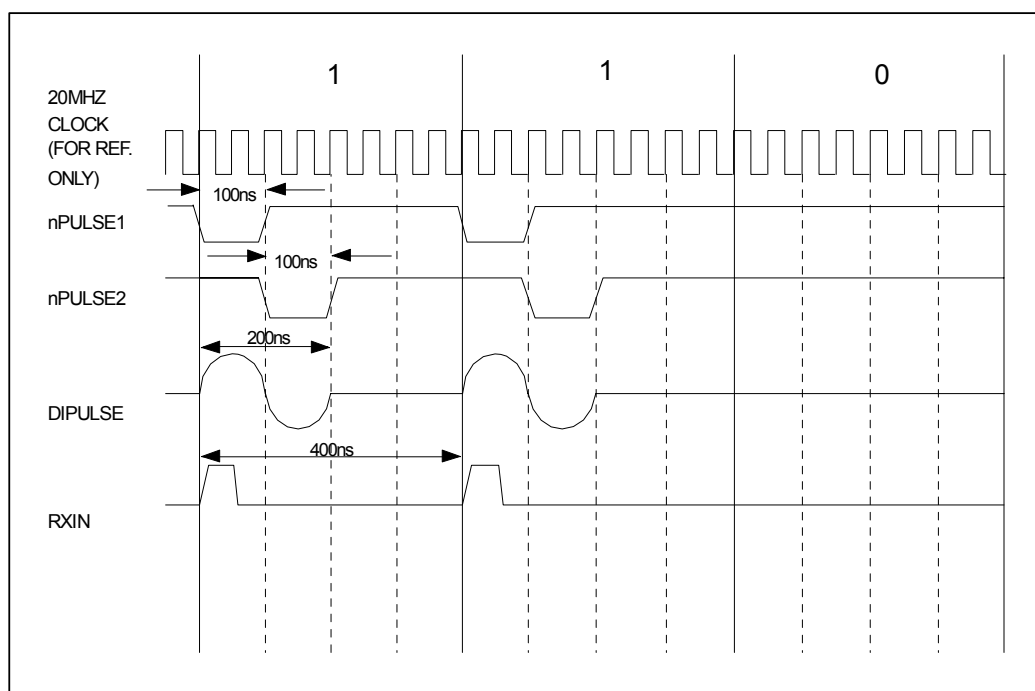 1 1 0
20MHZ
CLOCK
(FOR REF.
ONLY)
100ns
nPULSE1
100ns
nPULSE2
200ns
DIPULSE
400ns
RXIN